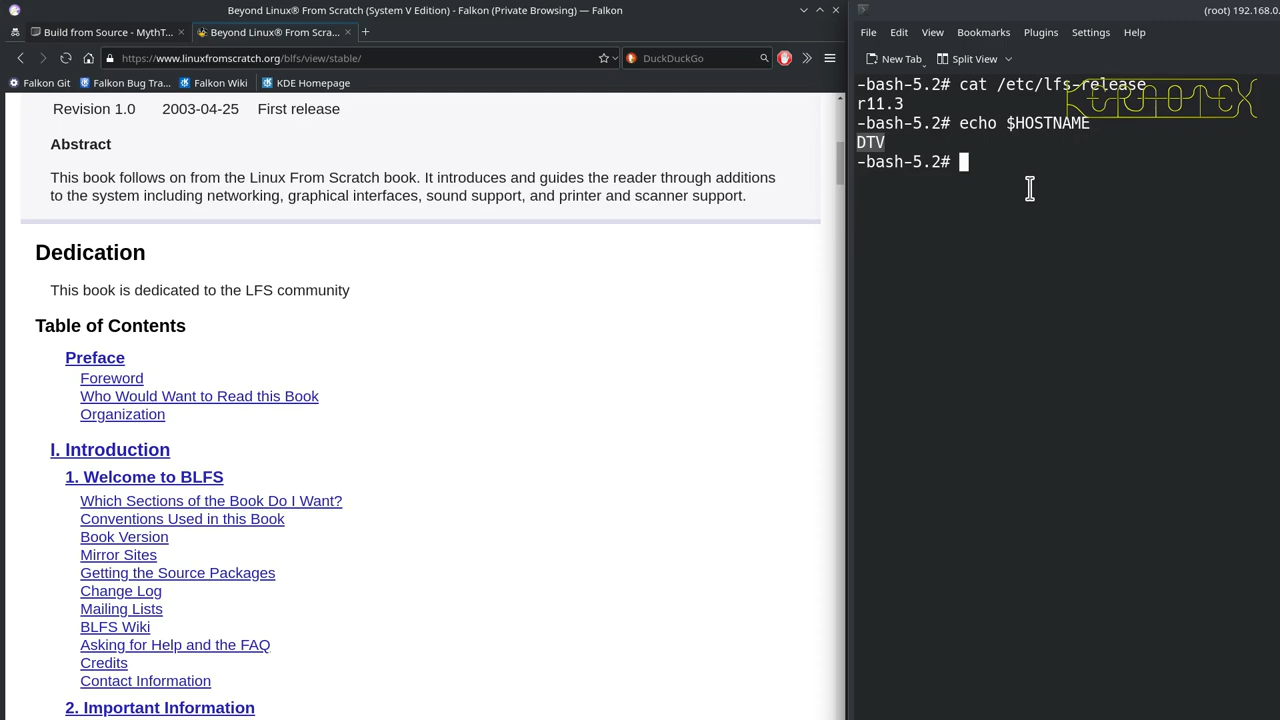 Beyond Linux® From Scratch (System V Edition) - Falkon (Private Browsing) — Falkon
Build from Source - MythT...
Beyond Linux® From Scra...
https://www.linuxfromscratch.org/blfs/view/stable/
DuckDuckGo
Falkon Git
Falkon Bug Tra...
Falkon Wiki
KDE Homepage
Revision 1.0 2003-04-25 First release
Abstract
This book follows on from the Linux From Scratch book. It introduces and guides the reader through additions
to the system including networking, graphical interfaces, sound support, and printer and scanner support.
Dedication
This book is dedicated to the LFS community
Table of Contents
Preface
Foreword
Who Would Want to Read this Book
Organization
I. Introduction
1. Welcome to BLFS
Which Sections of the Book Do I Want?
Conventions Used in this Book
Book Version
Mirror Sites
Getting the Source Packages
Change Log
Mailing Lists
BLFS Wiki
Asking for Help and the FAQ
Credits
Contact Information
2. Important Information
(root) 192.168.0.
File Edit View Bookmarks Plugins Settings Help
New Tab Split View
-bash-5.2# cat /etc/lfs-release
r11.3
-bash-5.2# echo $HOSTNAME
DTV
-bash-5.2#